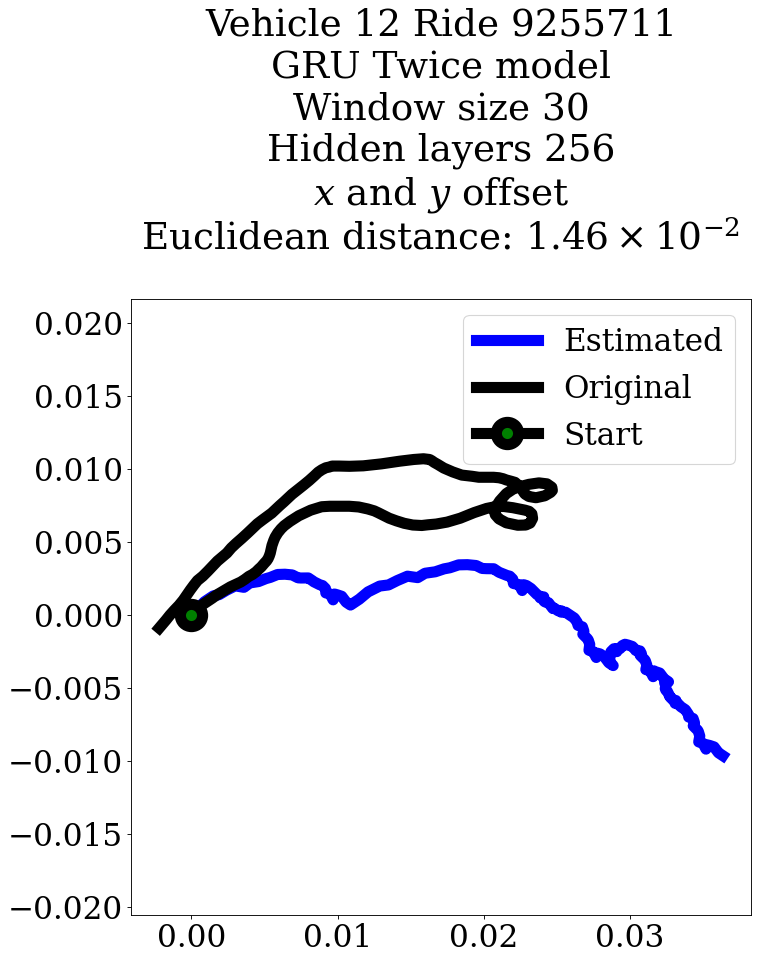 Vehicle 12 Ride 9255711
GRU Twice model
Window size 30
Hidden layers 256
x and y offset
Euclidean distance: 1.46 × 10⁻²
Estimated
Original
Start
0.020
0.015
0.010
0.005
0.000
−0.005
−0.010
−0.015
−0.020
0.00 0.01 0.02 0.03